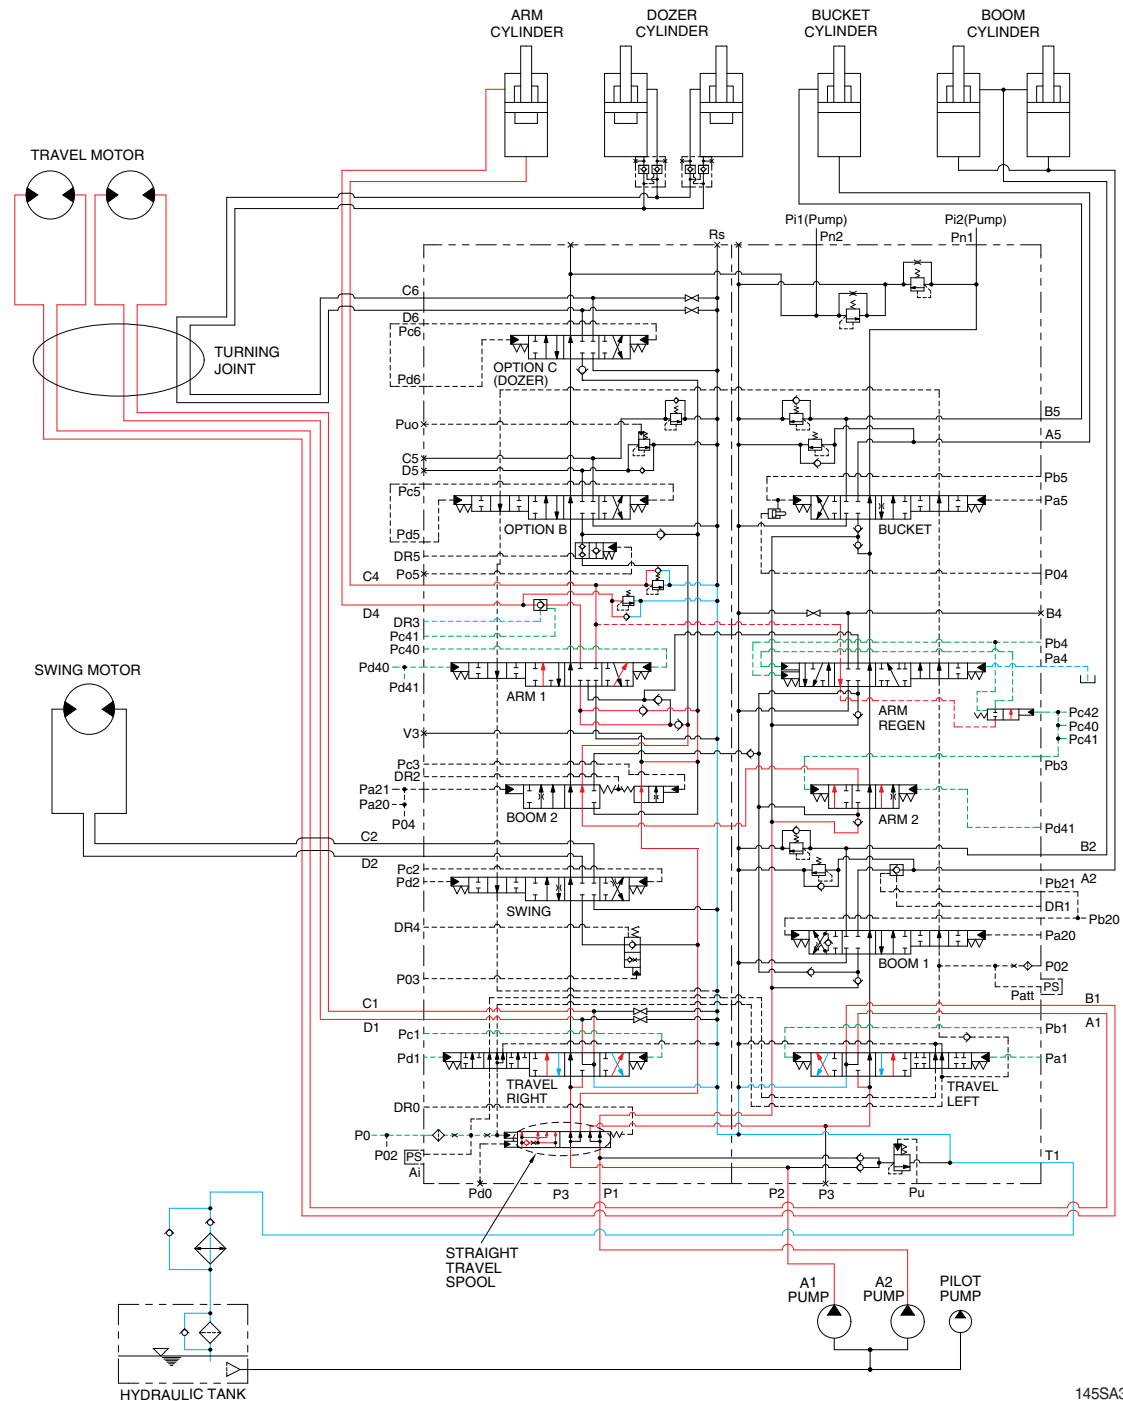 ARM
CYLINDER
DOZER
CYLINDER
BUCKET
CYLINDER
BOOM
CYLINDER
TRAVEL MOTOR
TURNING
JOINT
Pi1(Pump)
Pn2
Pi2(Pump)
Pn1
Rs
C6
D6
Pc6
Pd6
OPTION C
(DOZER)
Puo
C5
D5
Pc5
Pd5
OPTION B
DR5
Po5
B5
A5
Pb5
Pa5
BUCKET
P04
C4
D4
DR3
Pc41
Pc40
Pd40
Pd41
ARM 1
B4
Pb4
Pa4
ARM
REGEN
Pc42
Pc40
Pc41
SWING MOTOR
V3
Pc3
DR2
Pa21
Pa20
P04
BOOM 2
Pb3
ARM 2
Pd41
C2
D2
Pc2
Pd2
SWING
B2
A2
Pb21
DR1
Pb20
Pa20
BOOM 1
DR4
P03
P02
PS
Patt
C1
D1
Pc1
Pd1
TRAVEL
RIGHT
B1
A1
Pb1
Pa1
TRAVEL
LEFT
DR0
P0
P02
PS
Ai
T1
Pd0
P3
P1
P2
P3
Pu
STRAIGHT
TRAVEL
SPOOL
A1
PUMP
A2
PUMP
PILOT
PUMP
HYDRAULIC TANK
145SA3